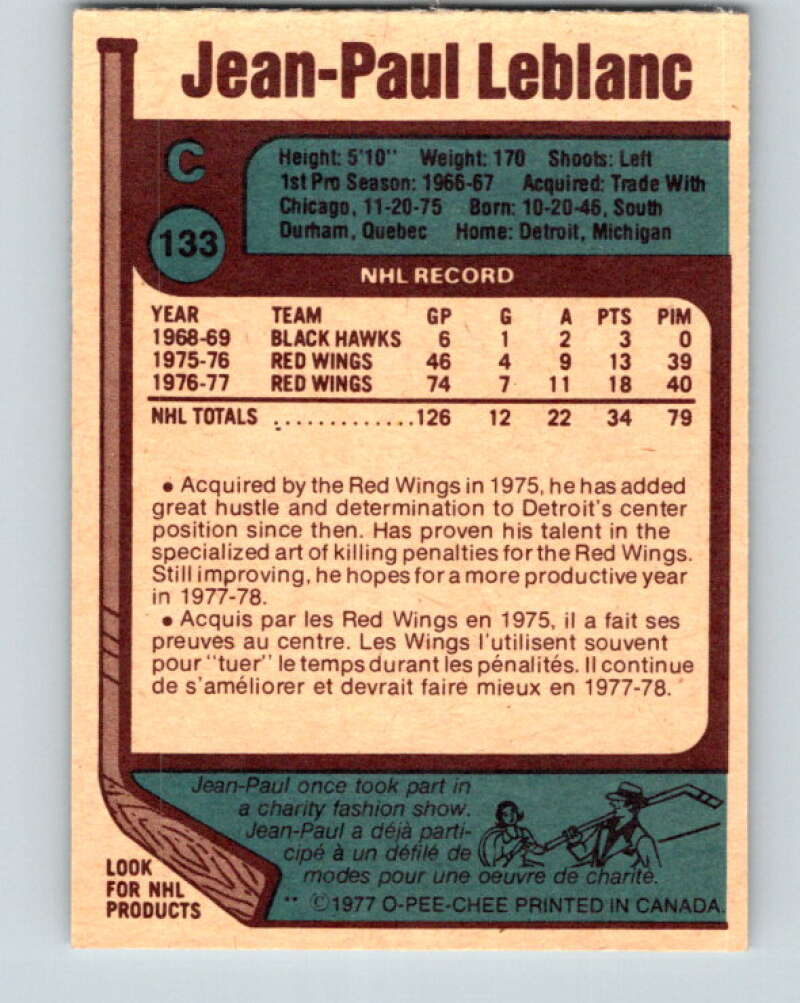 Jean-Paul Leblanc
C
133
Height: 5'10" Weight: 170 Shoots: Left
1st Pro Season: 1966-67 Acquired: Trade With
Chicago, 11-20-75 Born: 10-20-46, South
Durham, Quebec Home: Detroit, Michigan
NHL RECORD
YEAR TEAM GP G A PTS PIM
1968-69 BLACK HAWKS 6 1 2 3 0
1975-76 RED WINGS 46 4 9 13 39
1976-77 RED WINGS 74 7 11 18 40
NHL TOTALS .............126 12 22 34 79
• Acquired by the Red Wings in 1975, he has added
great hustle and determination to Detroit's center
position since then. Has proven his talent in the
specialized art of killing penalties for the Red Wings.
Still improving, he hopes for a more productive year
in 1977-78.
• Acquis par les Red Wings en 1975, il a fait ses
preuves au centre. Les Wings l'utilisent souvent
pour "tuer" le temps durant les pénalités. Il continue
de s'améliorer et devrait faire mieux en 1977-78.
Jean-Paul once took part in
a charity fashion show.
Jean-Paul a déjà parti-
cipé à un défilé de
modes pour une oeuvre de charité.
LOOK
FOR NHL
PRODUCTS
** ©1977 O-PEE-CHEE PRINTED IN CANADA.